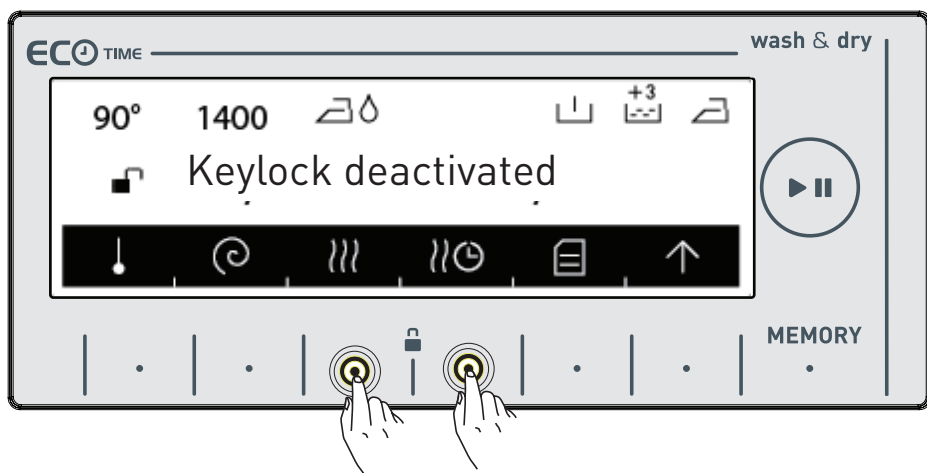 ECO TIME
wash & dry
90° 1400 +3
Keylock deactivated
MEMORY